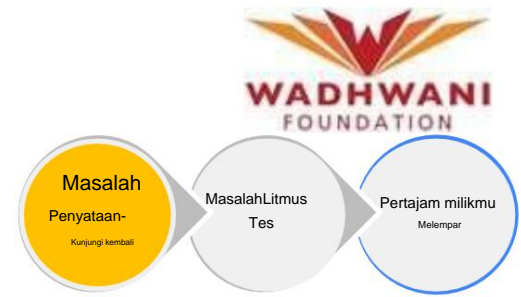 WADHWANI
FOUNDATION
Masalah
Penyataan-
Kunjungi kembali
MasalahLitmus
Tes
Pertajam milikmu
Melempar